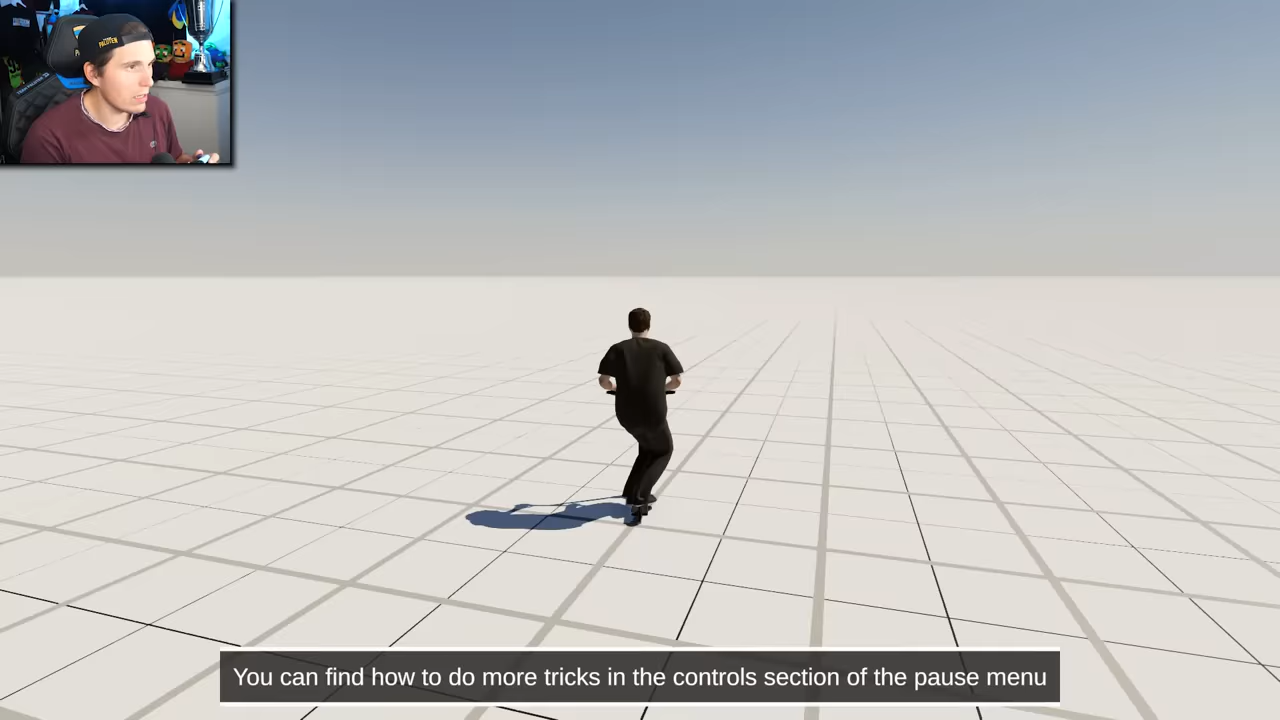 You can find how to do more tricks in the controls section of the pause menu